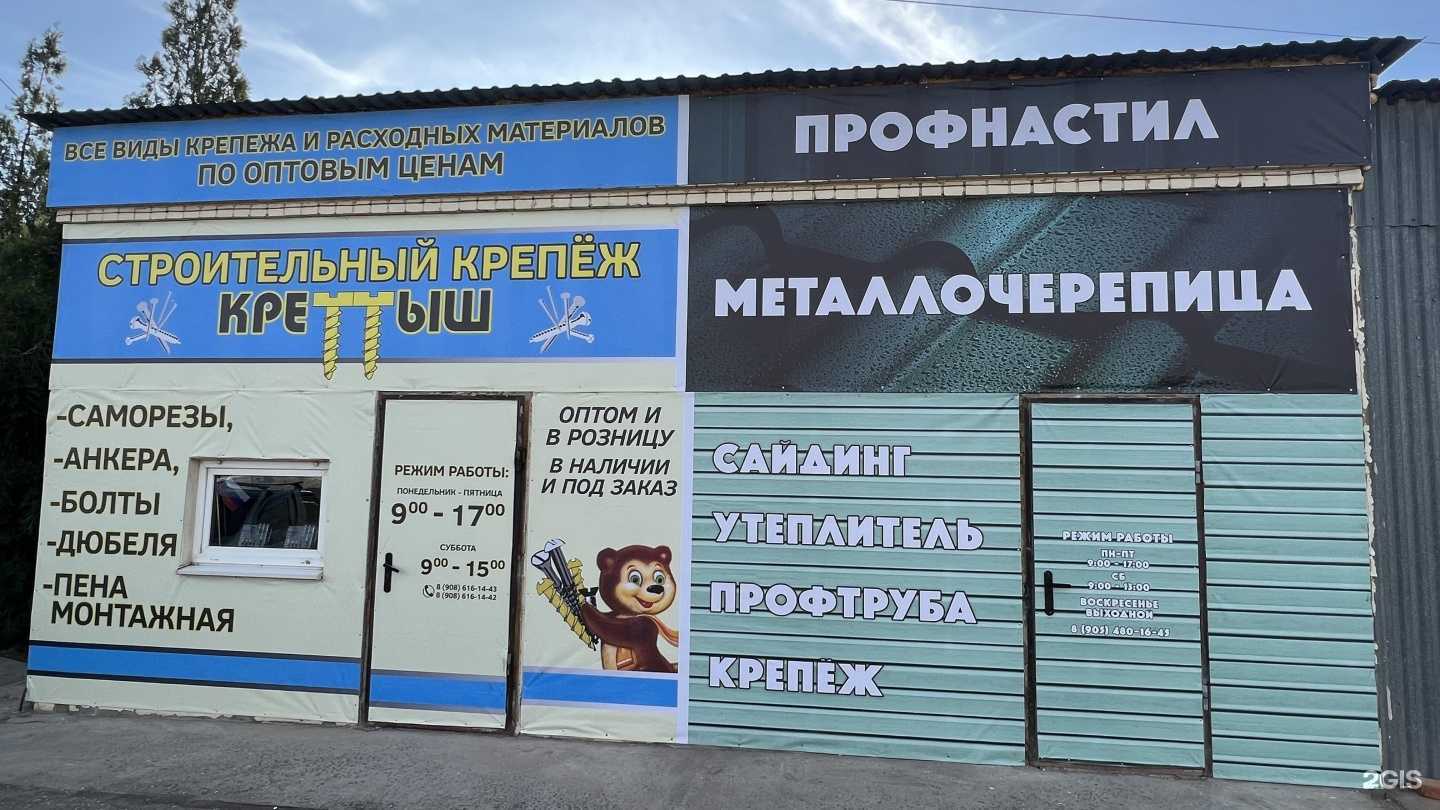 ВСЕ ВИДЫ КРЕПЕЖА И РАСХОДНЫХ МАТЕРИАЛОВ
ПО ОПТОВЫМ ЦЕНАМ
СТРОИТЕЛЬНЫЙ КРЕПЁЖ
КРЕПЫШ
-САМОРЕЗЫ,
-АНКЕРА,
-БОЛТЫ
-ДЮБЕЛЯ
-ПЕНА
МОНТАЖНАЯ
РЕЖИМ РАБОТЫ:
ПОНЕДЕЛЬНИК - ПЯТНИЦА
9⁰⁰ - 17⁰⁰
СУББОТА
9⁰⁰ - 15⁰⁰
8 (908) 616-14-43
8 (908) 616-14-42
ОПТОМ И
В РОЗНИЦУ
В НАЛИЧИИ
И ПОД ЗАКАЗ
ПРОФНАСТИЛ
МЕТАЛЛОЧЕРЕПИЦА
САЙДИНГ
УТЕПЛИТЕЛЬ
ПРОФТРУБА
КРЕПЁЖ
РЕЖИМ РАБОТЫ
ПН-ПТ
9:00 - 17:00
СБ
9:00 - 13:00
ВОСКРЕСЕНЬЕ
ВЫХОДНОЙ
8 (905) 480-16-45
2GIS